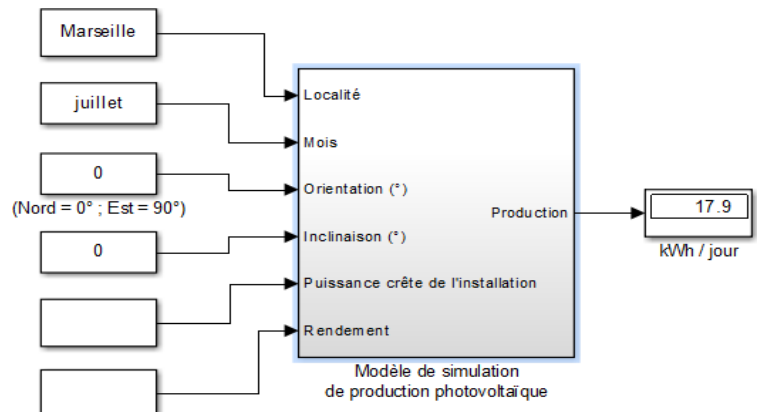 Marseille
juillet
0
(Nord = 0° ; Est = 90°)
0
Localité
Mois
Orientation (°)
Inclinaison (°)
Puissance crête de l'installation
Rendement
Production
Modèle de simulation
de production photovoltaïque
17.9
kWh / jour